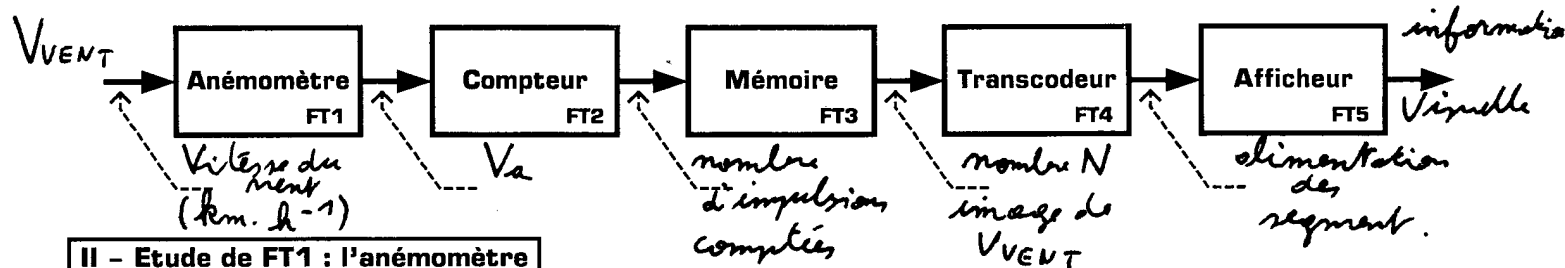 VVENT
Anémomètre
FT1
Compteur
FT2
Mémoire
FT3
Transcodeur
FT4
Afficheur
FT5
informatio
Visuelle
Vitesse du
vent
(km.h-1)
Va
nombre
d'impulsions
comptées
nombre N
image de
VVENT
alimentation
des
segment.
II – Etude de FT1 : l'anémomètre